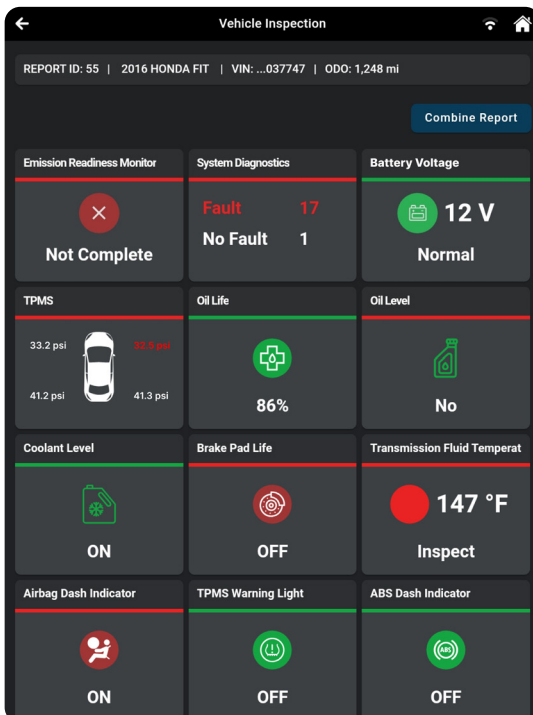 Vehicle Inspection
REPORT ID: 55 | 2016 HONDA FIT | VIN: ...037747 | ODO: 1,248 mi
Combine Report
Emission Readiness Monitor
Not Complete
System Diagnostics
Fault 17
No Fault 1
Battery Voltage
12 V
Normal
TPMS
33.2 psi 32.5 psi
41.2 psi 41.3 psi
Oil Life
86%
Oil Level
No
Coolant Level
ON
Brake Pad Life
OFF
Transmission Fluid Temperat
147 °F
Inspect
Airbag Dash Indicator
ON
TPMS Warning Light
OFF
ABS Dash Indicator
ABS
OFF